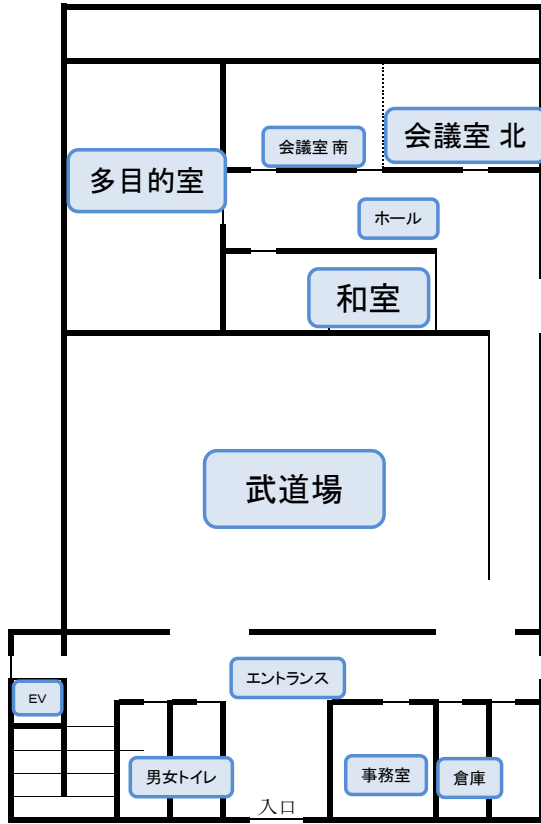 会議室 北
会議室 南
多目的室
ホール
和室
武道場
エントランス
EV
男女トイレ
事務室
倉庫
入口